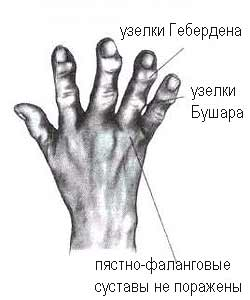 узелки Гебердена
узелки
Бушара
пястно-фаланговые
суставы не поражены